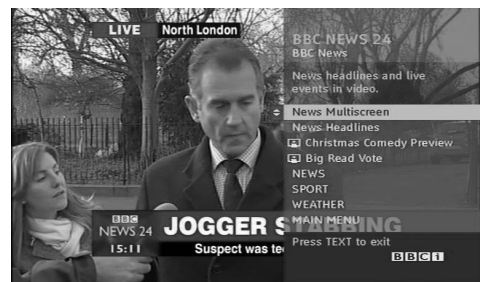 LIVE
North London
BBC NEWS 24
BBC News
News headlines and live
events in video.
News Multiscreen
News Headlines
Christmas Comedy Preview
Big Read Vote
NEWS
SPORT
WEATHER
MAIN MENU
Press TEXT to exit
BBC 1
BBC
NEWS 24
15:11
JOGGER STABBING
Suspect was